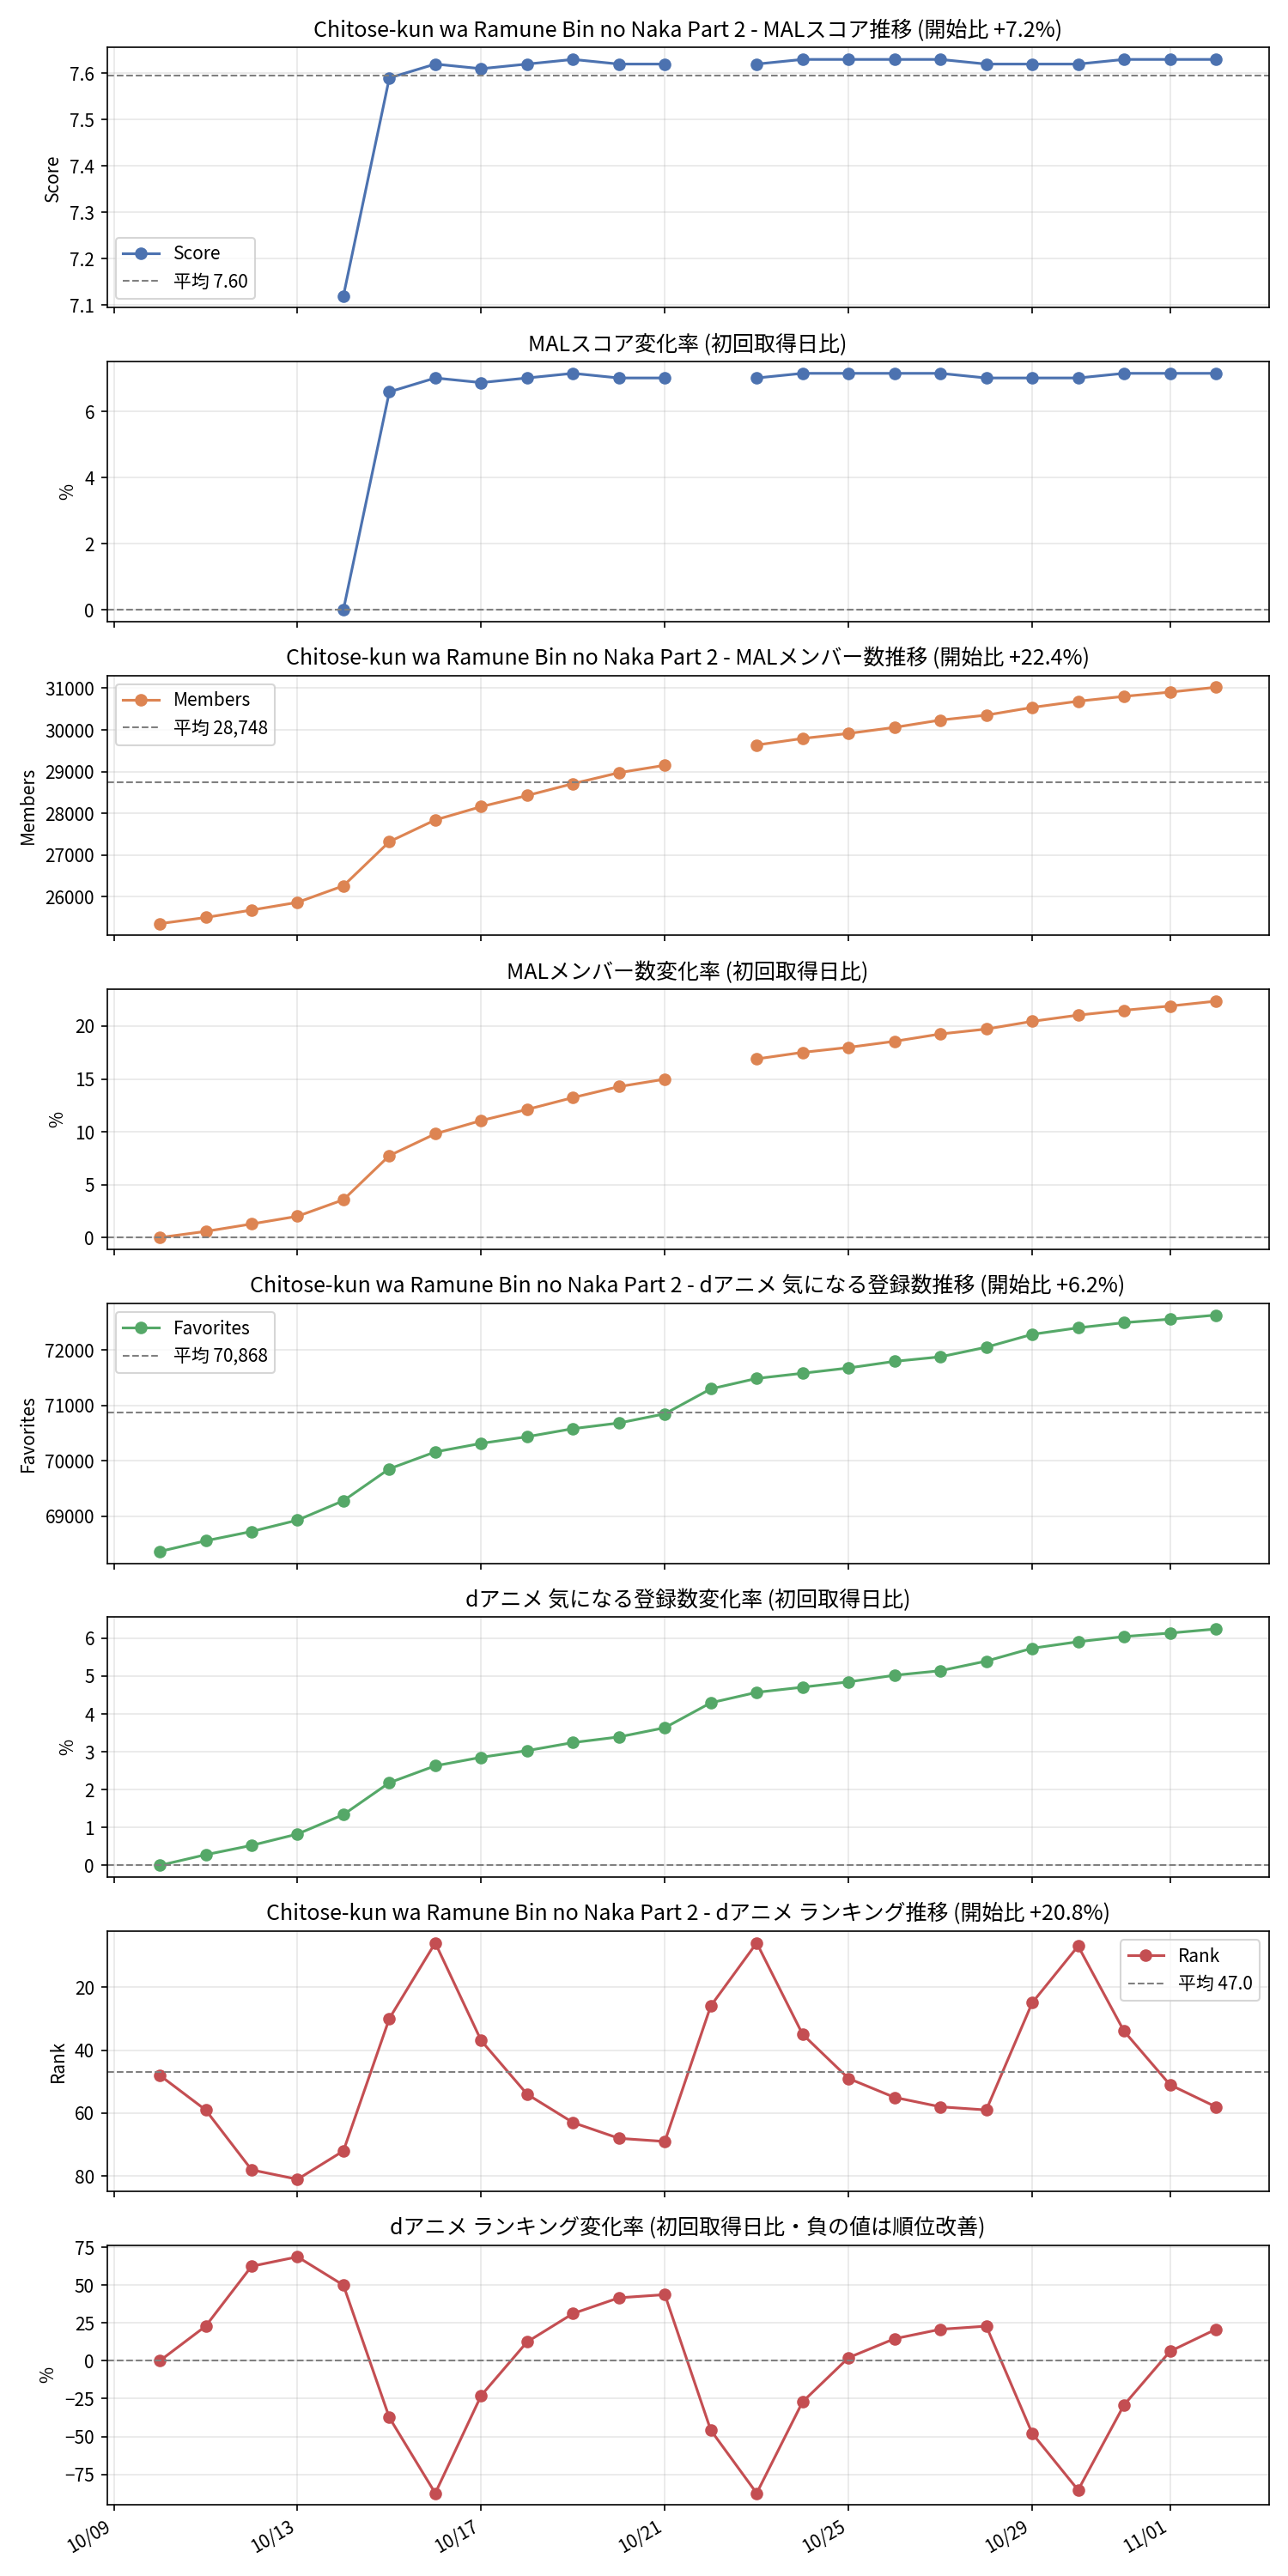 Chitose-kun wa Ramune Bin no Naka Part 2 - MALスコア推移 (開始比 +7.2%)
7.6
7.5
7.4
7.3
7.2
7.1
Score
Score
平均 7.60
MALスコア変化率 (初回取得日比)
6
4
2
0
%
Chitose-kun wa Ramune Bin no Naka Part 2 - MALメンバー数推移 (開始比 +22.4%)
31000
30000
29000
28000
27000
26000
Members
Members
平均 28,748
MALメンバー数変化率 (初回取得日比)
20
15
10
5
0
%
Chitose-kun wa Ramune Bin no Naka Part 2 - dアニメ 気になる登録数推移 (開始比 +6.2%)
72000
71000
70000
69000
Favorites
Favorites
平均 70,868
dアニメ 気になる登録数変化率 (初回取得日比)
6
5
4
3
2
1
0
%
Chitose-kun wa Ramune Bin no Naka Part 2 - dアニメ ランキング推移 (開始比 +20.8%)
20
40
60
80
Rank
Rank
平均 47.0
dアニメ ランキング変化率 (初回取得日比・負の値は順位改善)
75
50
25
0
−25
−50
−75
%
10/09
10/13
10/17
10/21
10/25
10/29
11/01